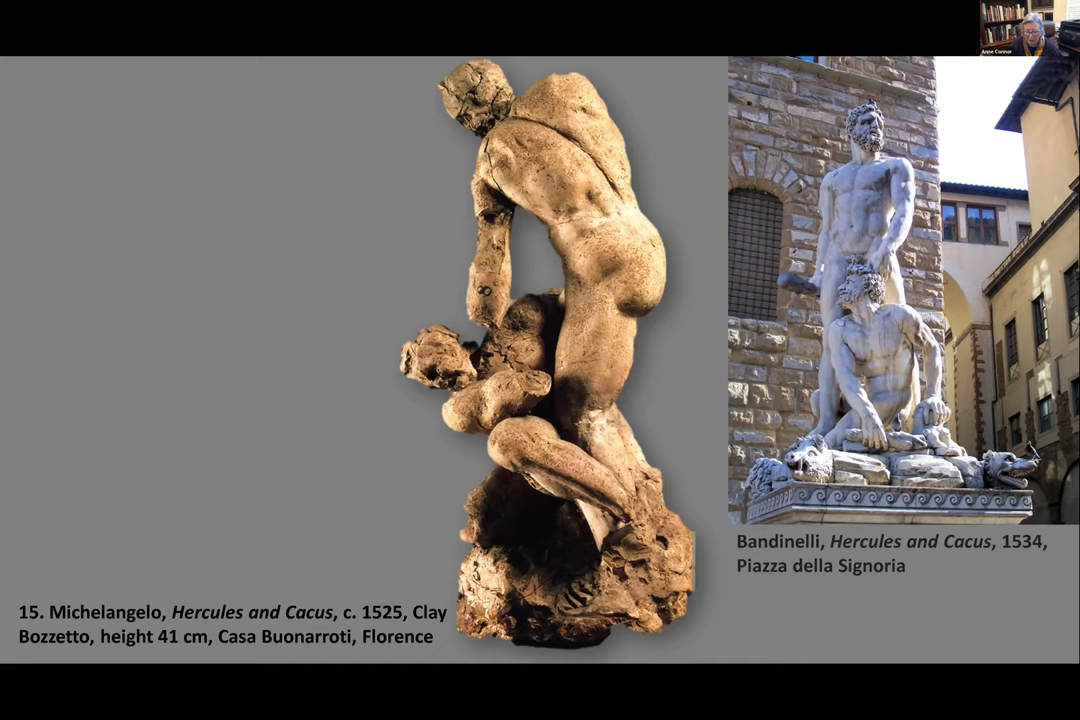 Anne Connor
Bandinelli, Hercules and Cacus, 1534,
Piazza della Signoria
15. Michelangelo, Hercules and Cacus, c. 1525, Clay
Bozzetto, height 41 cm, Casa Buonarroti, Florence